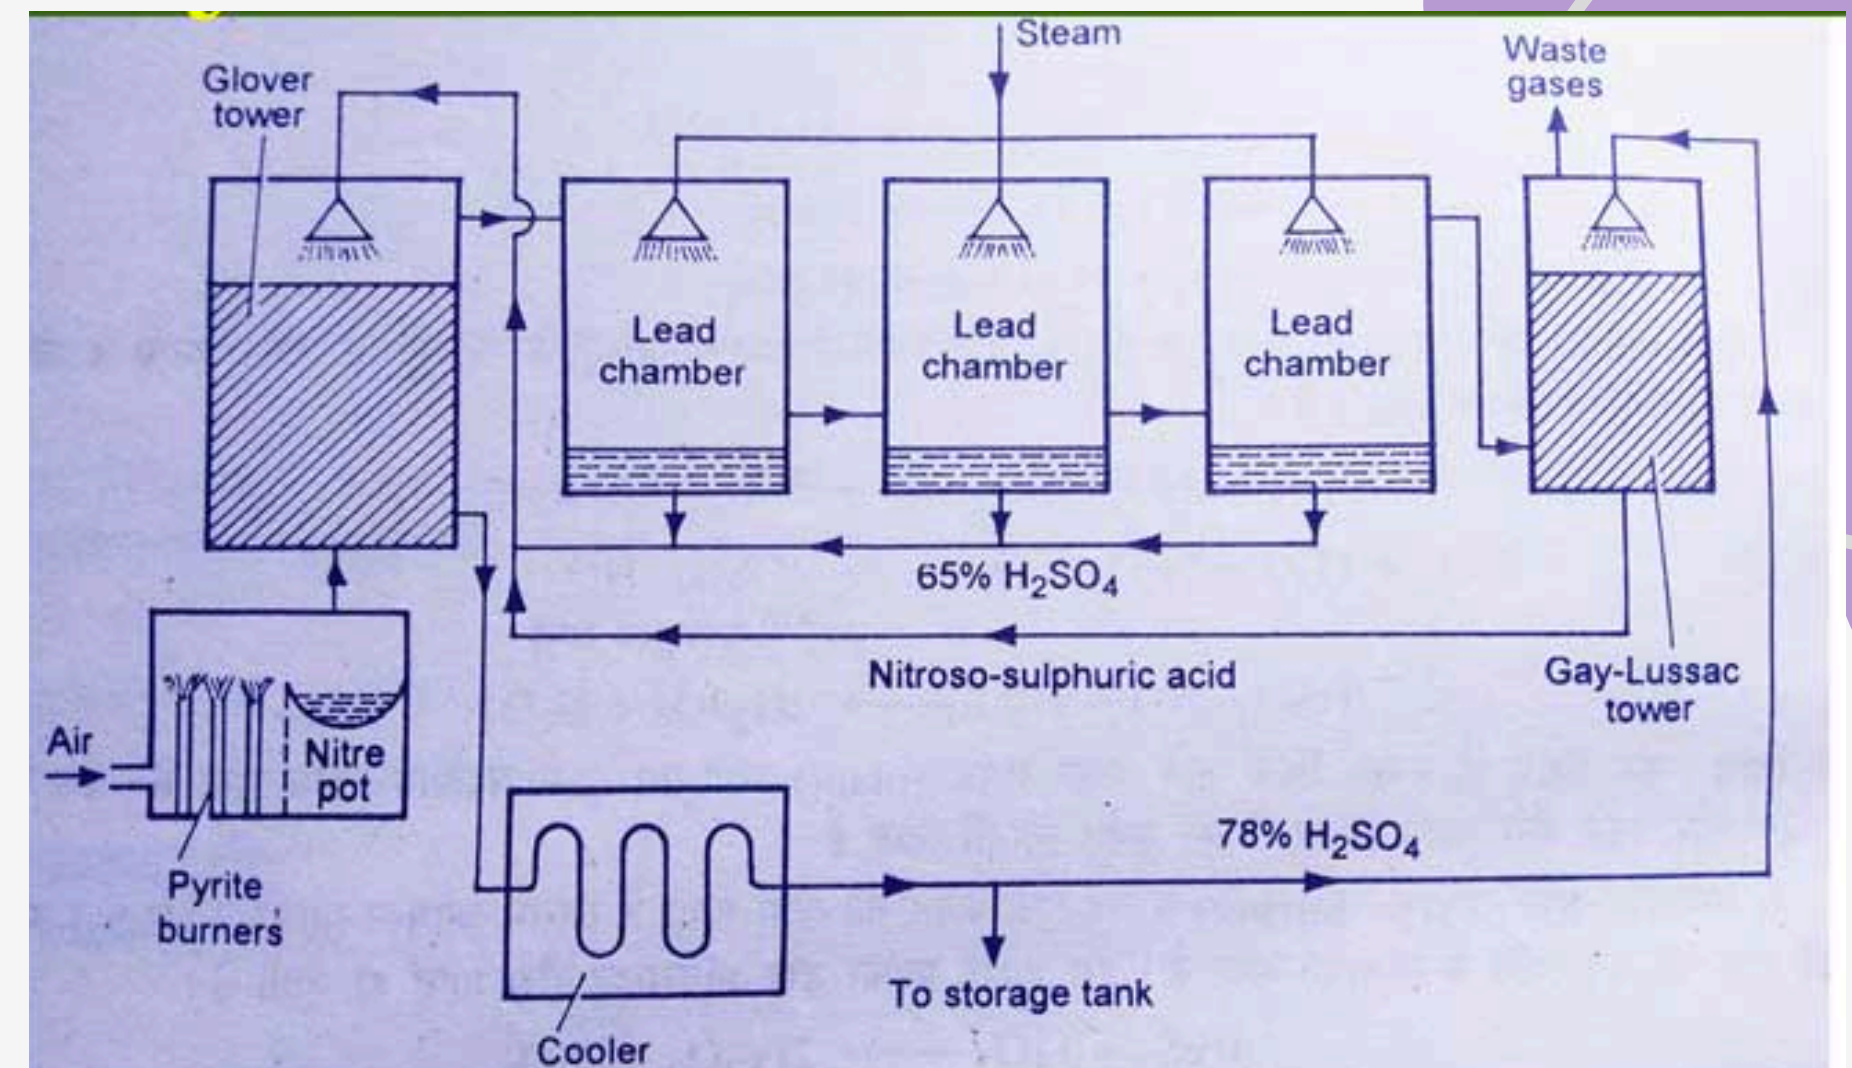 Steam
Waste
gases
Glover
tower
Lead
chamber
Lead
chamber
Lead
chamber
65% H₂SO₄
Nitroso-sulphuric acid
Gay-Lussac
tower
Air
Nitre
pot
78% H₂SO₄
Pyrite
burners
To storage tank
Cooler